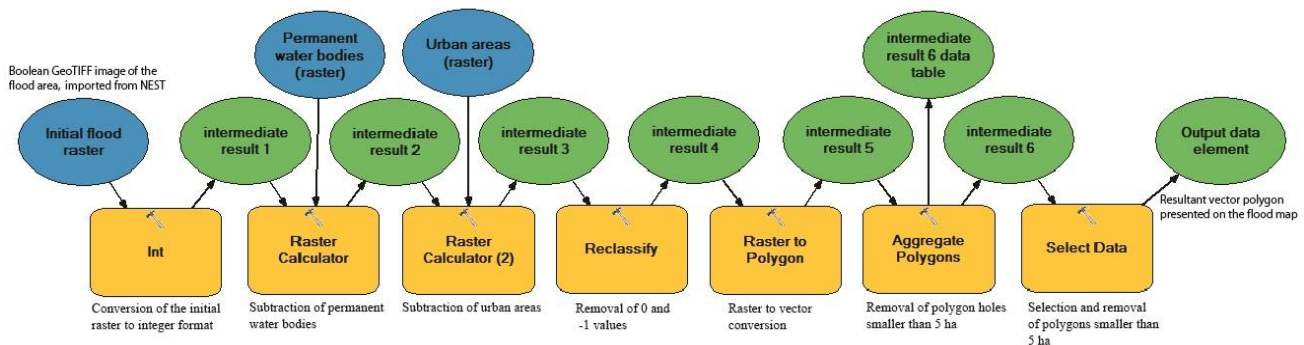 Boolean GeoTIFF image of the
flood area, imported from NEST
Initial flood
raster
intermediate
result 1
Permanent
water bodies
(raster)
intermediate
result 2
Urban areas
(raster)
intermediate
result 3
intermediate
result 4
intermediate
result 5
intermediate
result 6 data
table
intermediate
result 6
Output data
element
Resultant vector polygon
presented on the flood map
Int
Raster
Calculator
Raster
Calculator (2)
Reclassify
Raster to
Polygon
Aggregate
Polygons
Select Data
Conversion of the initial
raster to integer format
Subtraction of permanent
water bodies
Subtraction of urban areas
Removal of 0 and
-1 values
Raster to vector
conversion
Removal of polygon holes
smaller than 5 ha
Selection and removal
of polygons smaller than
5 ha